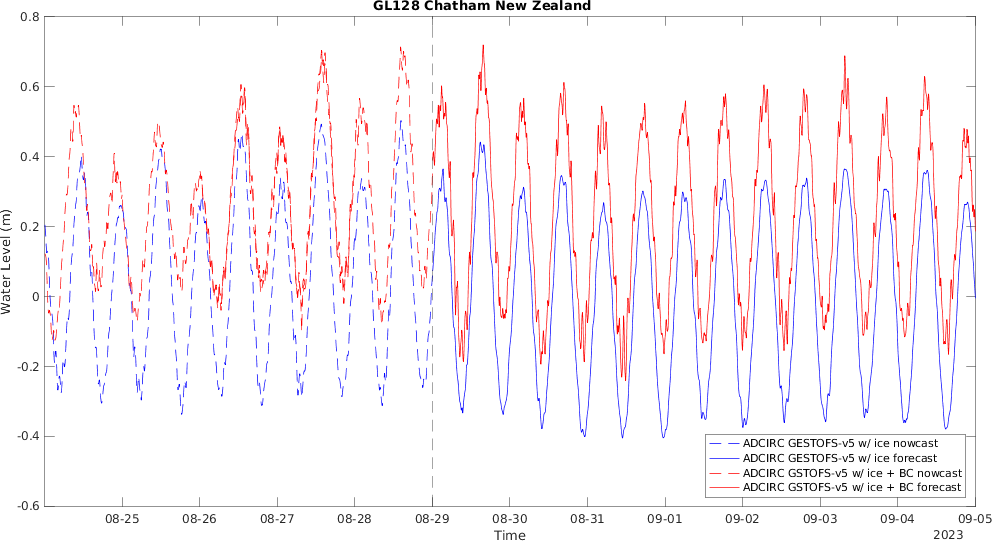 GL128 Chatham New Zealand
0.8
0.6
0.4
0.2
0
-0.2
-0.4
-0.6
Water Level (m)
ADCIRC GESTOFS-v5 w/ ice nowcast
ADCIRC GESTOFS-v5 w/ ice forecast
ADCIRC GSTOFS-v5 w/ ice + BC nowcast
ADCIRC GSTOFS-v5 w/ ice + BC forecast
08-25 08-26 08-27 08-28 08-29 08-30 08-31 09-01 09-02 09-03 09-04 09-05
Time
2023